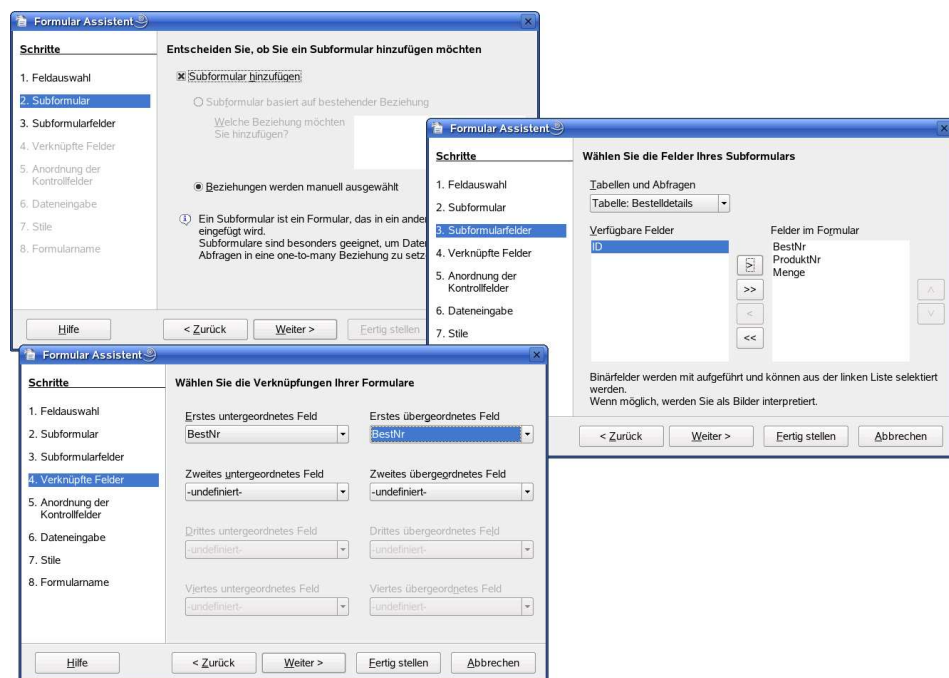 Formular Assistent
Schritte
1. Feldauswahl
2. Subformular
3. Subformularfelder
4. Verknüpfte Felder
5. Anordnung der
Kontrollfelder
6. Dateneingabe
7. Stile
8. Formularname
Entscheiden Sie, ob Sie ein Subformular hinzufügen möchten
Subformular hinzufügen
Subformular basiert auf bestehender Beziehung
Welche Beziehung möchten
Sie hinzufügen?
Beziehungen werden manuell ausgewählt
Ein Subformular ist ein Formular, das in ein ander
eingefügt wird.
Subformulare sind besonders geeignet, um Date
Abfragen in eine one-to-many Beziehung zu setz
Hilfe
< Zurück
Weiter >
Fertig stellen
Formular Assistent
Schritte
1. Feldauswahl
2. Subformular
3. Subformularfelder
4. Verknüpfte Felder
5. Anordnung der
Kontrollfelder
6. Dateneingabe
7. Stile
Wählen Sie die Felder Ihres Subformulars
Tabellen und Abfragen
Tabelle: Bestelldetails
Verfügbare Felder
ID
>
>>
<
<<
Felder im Formular
BestNr
ProduktNr
Menge
Binärfelder werden mit aufgeführt und können aus der linken Liste selektiert
werden.
Wenn möglich, werden Sie als Bilder interpretiert.
< Zurück
Weiter >
Fertig stellen
Abbrechen
Formular Assistent
Schritte
1. Feldauswahl
2. Subformular
3. Subformularfelder
4. Verknüpfte Felder
5. Anordnung der
Kontrollfelder
6. Dateneingabe
7. Stile
8. Formularname
Wählen Sie die Verknüpfungen Ihrer Formulare
Erstes untergeordnetes Feld
BestNr
Erstes übergeordnetes Feld
BestNr
Zweites untergeordnetes Feld
-undefiniert-
Zweites übergeordnetes Feld
-undefiniert-
Drittes untergeordnetes Feld
-undefiniert-
Drittes übergeordnetes Feld
-undefiniert-
Viertes untergeordnetes Feld
-undefiniert-
Viertes übergeordnetes Feld
-undefiniert-
Hilfe
< Zurück
Weiter >
Fertig stellen
Abbrechen